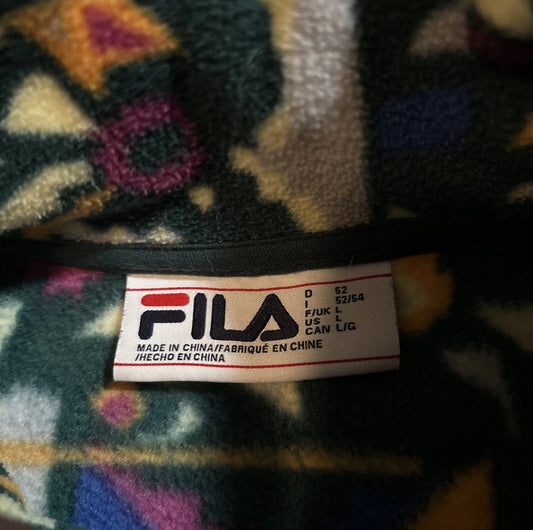 FILA
D 52
I 52/54
F/UK L
US L
CAN L/G
MADE IN CHINA/FABRIQUÉ EN CHINE
/HECHO EN CHINA